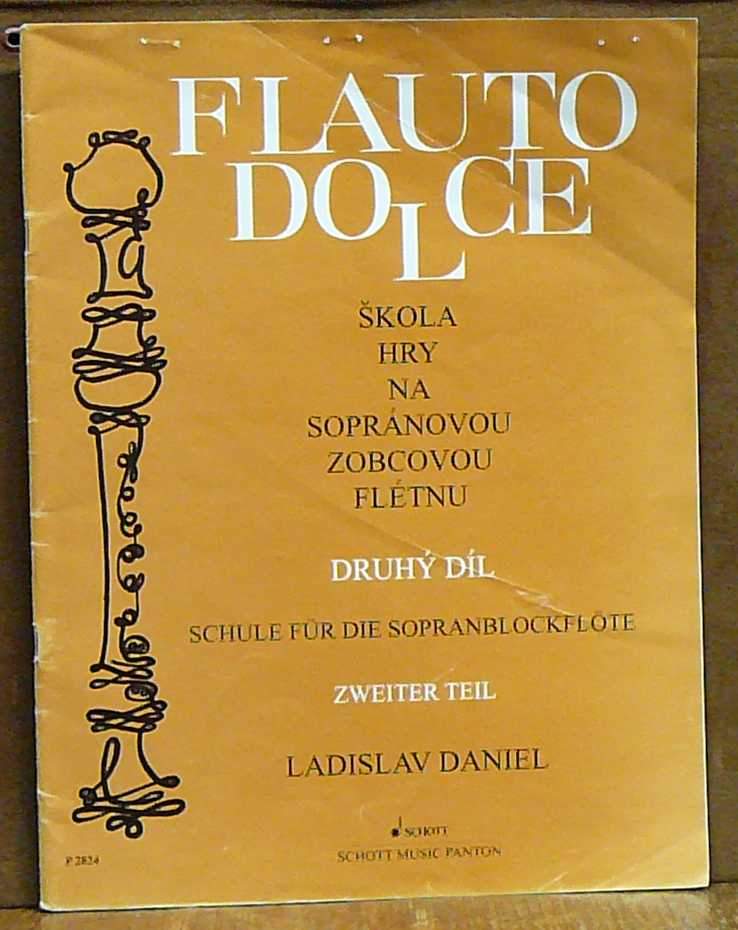 FLAUTO
DOLCE
ŠKOLA
HRY
NA
SOPRÁNOVOU
ZOBCOVOU
FLÉTNU
DRUHÝ DÍL
SCHULE FÜR DIE SOPRANBLOCKFLÖTE
ZWEITER TEIL
LADISLAV DANIEL
SCHOTT
SCHOTT MUSIC PANTON
P 2824